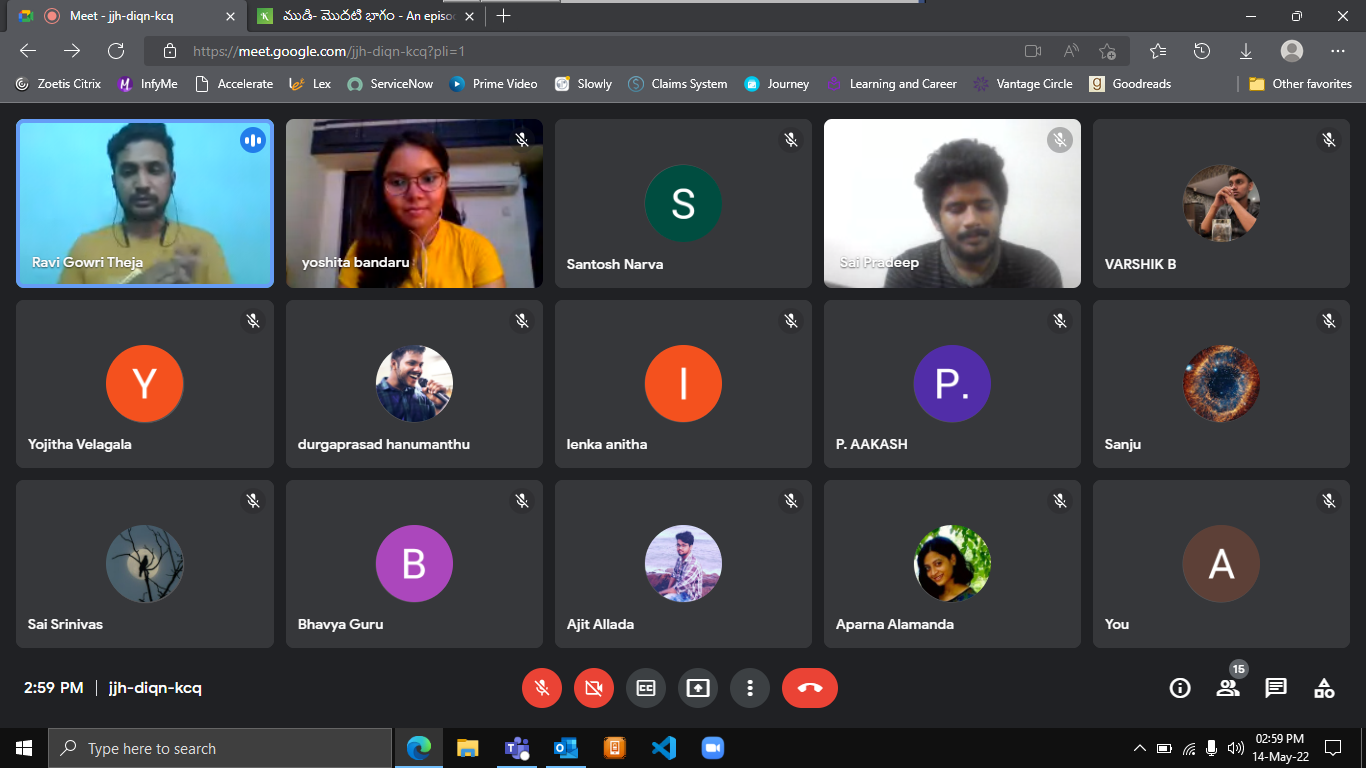 Meet - jjh-diqn-kcq
ముడి- మొదటి భాగం - An episod
https://meet.google.com/jjh-diqn-kcq?pli=1
Zoetis Citrix
InfyMe
Accelerate
Lex
ServiceNow
Prime Video
Slowly
Claims System
Journey
Learning and Career
Vantage Circle
Goodreads
Other favorites
Ravi Gowri Theja
yoshita bandaru
S
Santosh Narva
Sai Pradeep
VARSHIK B
Y
Yojitha Velagala
durgaprasad hanumanthu
I
lenka anitha
P.
P. AAKASH
Sanju
Sai Srinivas
B
Bhavya Guru
Ajit Allada
Aparna Alamanda
A
You
2:59 PM | jjh-diqn-kcq
CC
15
Type here to search
02:59 PM
14-May-22